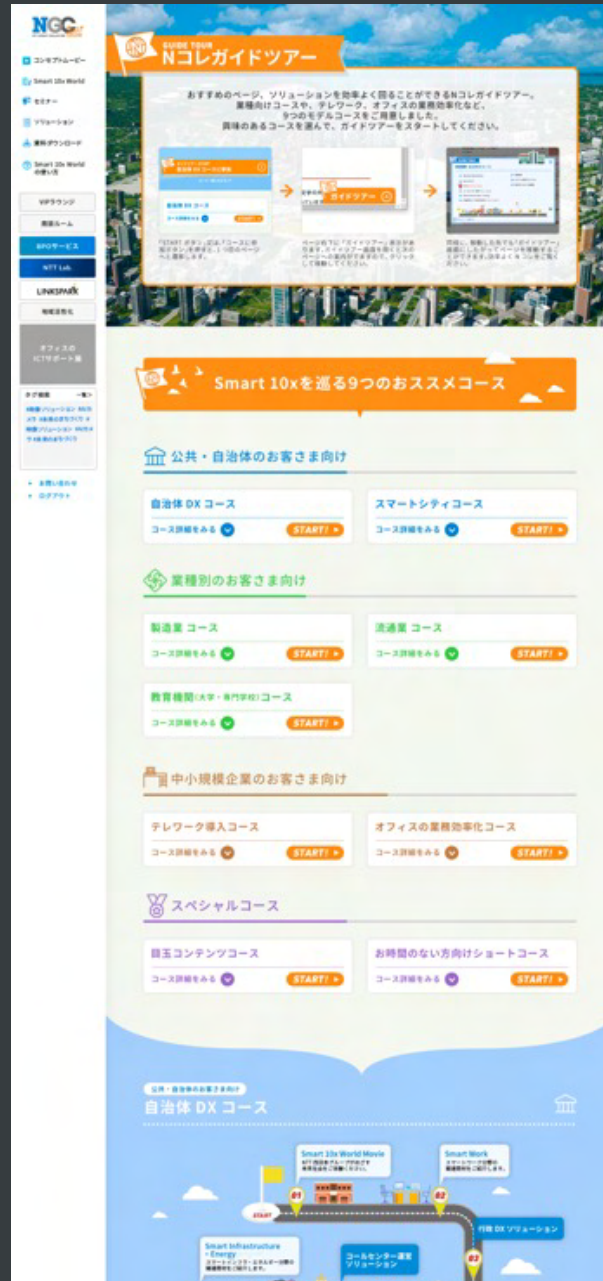 NGC
コンセプトムービー
Smart 10x World
セミナー
ソリューション
資料ダウンロード
Smart 10x World
の使い方
VIPラウンジ
商談ルーム
BPOサービス
NTT Lab.
LINKSPARK
地域活性化
オフィスの
ICTサポート展
タグ検索
一覧>
お問い合わせ
ログアウト
GUIDE TOUR
Nコレガイドツアー
おすすめのページ、ソリューションを効率よく回ることができるNコレガイドツアー。
業種向けコースや、テレワーク、オフィスの業務効率化など、
9つのモデルコースをご用意しました。
興味のあるコースを選んで、ガイドツアーをスタートしてください。
自治体 DX コース
ガイドツアー
Smart 10xを巡る9つのおススメコース
公共・自治体のお客さま向け
自治体 DX コース
コース詳細をみる
START!
スマートシティコース
コース詳細をみる
START!
業種別のお客さま向け
製造業 コース
コース詳細をみる
START!
流通業 コース
コース詳細をみる
START!
教育機関(大学・専門学校)コース
コース詳細をみる
START!
中小規模企業のお客さま向け
テレワーク導入コース
コース詳細をみる
START!
オフィスの業務効率化コース
コース詳細をみる
START!
スペシャルコース
目玉コンテンツコース
コース詳細をみる
START!
お時間のない方向けショートコース
コース詳細をみる
START!
公共・自治体のお客さま向け
自治体 DX コース
Smart 10x World Movie
Smart Work
START
01
02
行政 DX ソリューション
03
Smart Infrastructure
- Energy
コールセンター運営
ソリューション